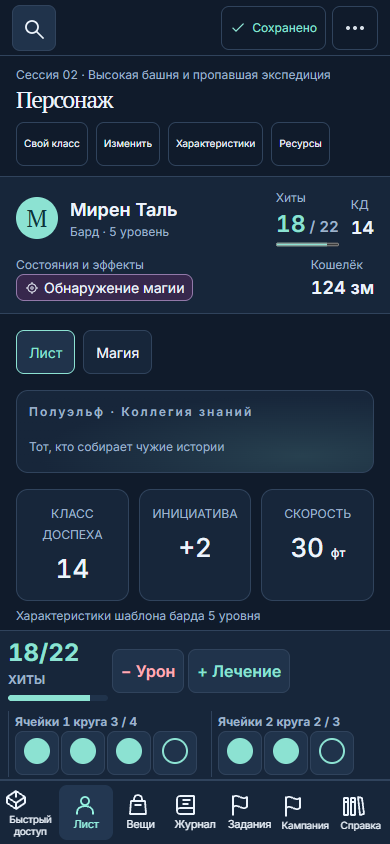 Сохранено
Сессия 02 · Высокая башня и пропавшая экспедиция
Персонаж
Свой класс
Изменить
Характеристики
Ресурсы
М
Мирен Таль
Бард · 5 уровень
Хиты
18 / 22
КД
14
Состояния и эффекты
Обнаружение магии
Кошелёк
124 зм
Лист
Магия
Полуэльф · Коллегия знаний
Тот, кто собирает чужие истории
КЛАСС
ДОСПЕХА
14
ИНИЦИАТИВА
+2
СКОРОСТЬ
30 фт
Характеристики шаблона барда 5 уровня
18/22
ХИТЫ
− Урон
+ Лечение
Ячейки 1 круга 3 / 4
Ячейки 2 круга 2 / 3
Быстрый
доступ
Лист
Вещи
Журнал
Задания
Кампания
Справка